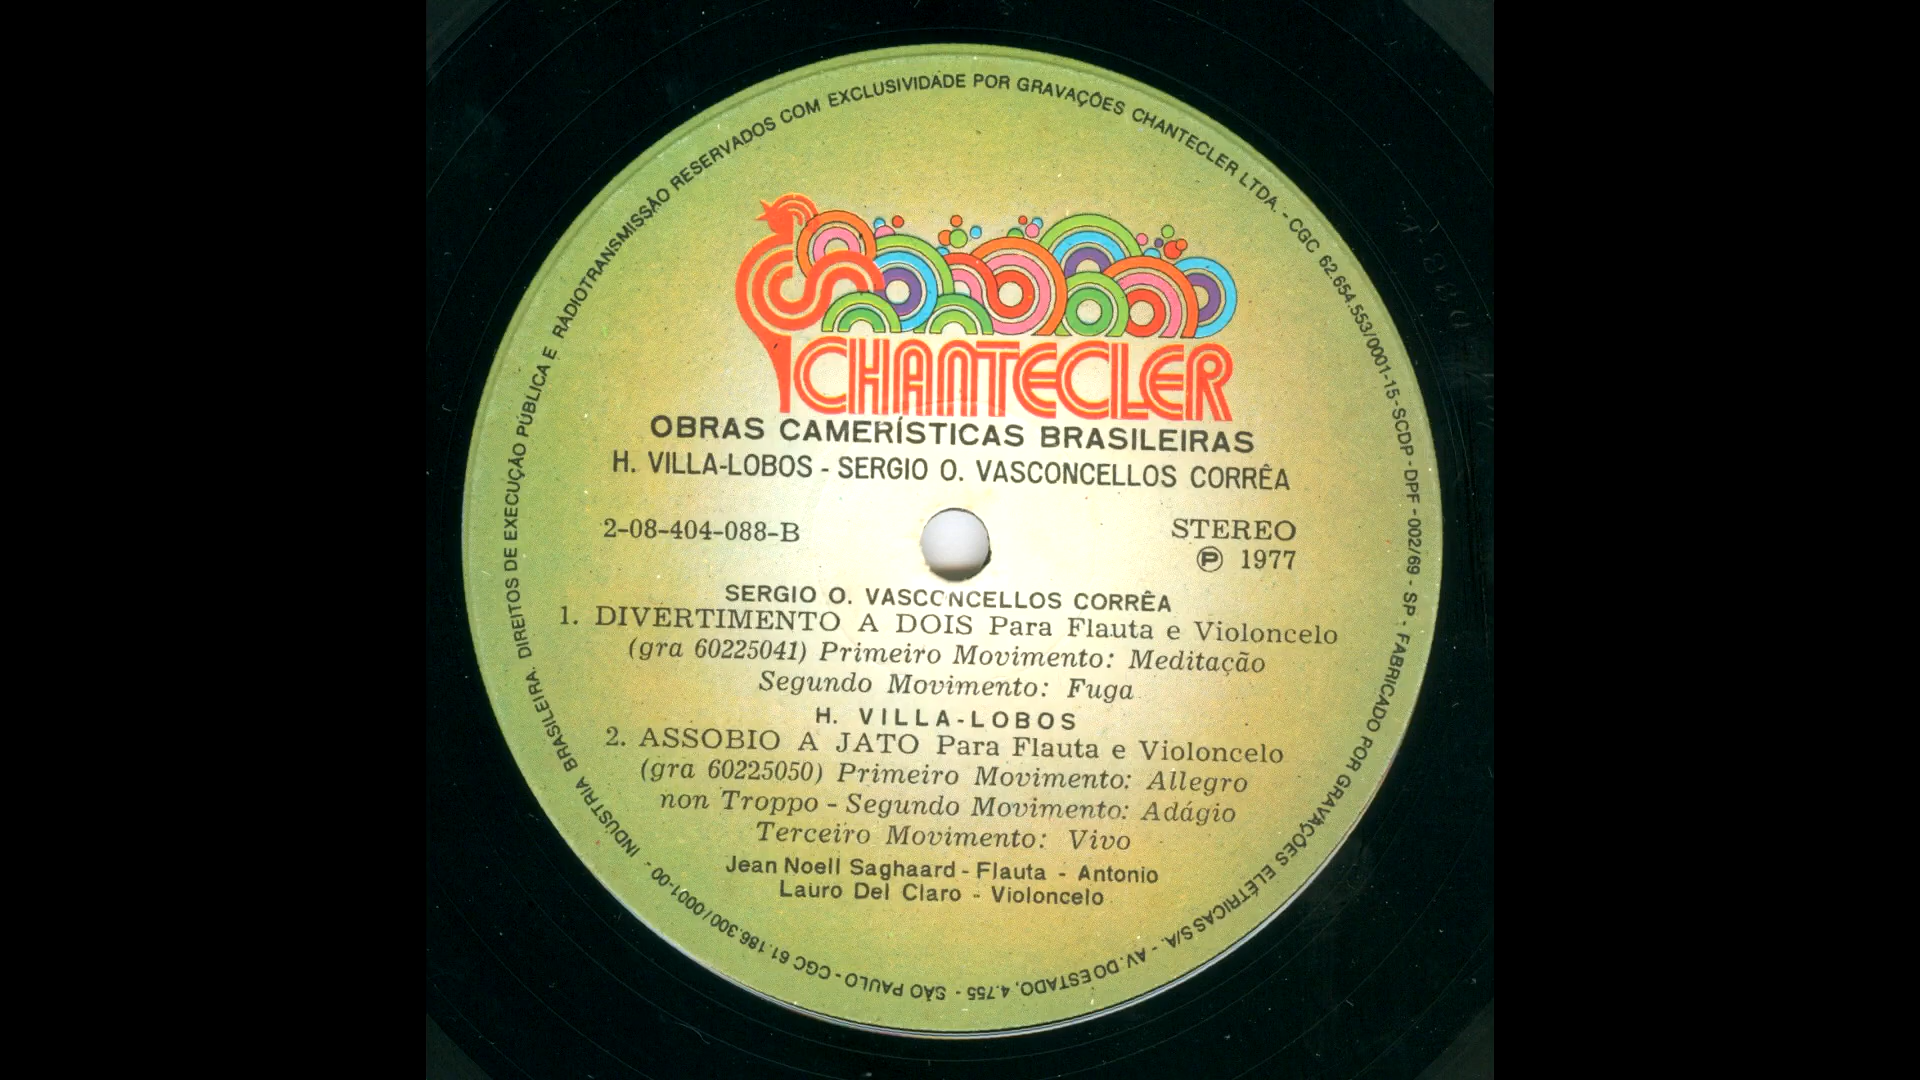 DIREITOS DE EXECUÇÃO PÚBLICA E RADIOTRANSMISSÃO RESERVADOS COM EXCLUSIVIDADE POR GRAVAÇÕES CHANTECLER LTDA. - CGC 62.654.553/0001-15 - SCDP - DPF - 002/69 - SP - FABRICADO POR GRAVAÇÕES ELÉTRICAS S/A. - AV. DO ESTADO, 4.755 - SÃO PAULO - CGC 61.186.300/0001-00 - INDÚSTRIA BRASILEIRA.
CHANTECLER
OBRAS CAMERÍSTICAS BRASILEIRAS
H. VILLA-LOBOS - SERGIO O. VASCONCELLOS CORRÊA
2-08-404-088-B
STEREO
Ⓟ 1977
SERGIO O. VASCONCELLOS CORRÊA
1. DIVERTIMENTO A DOIS Para Flauta e Violoncelo
(gra 60225041) Primeiro Movimento: Meditação
Segundo Movimento: Fuga
H. VILLA-LOBOS
2. ASSOBIO A JATO Para Flauta e Violoncelo
(gra 60225050) Primeiro Movimento: Allegro
non Troppo - Segundo Movimento: Adágio
Terceiro Movimento: Vivo
Jean Noell Saghaard - Flauta - Antonio
Lauro Del Claro - Violoncelo